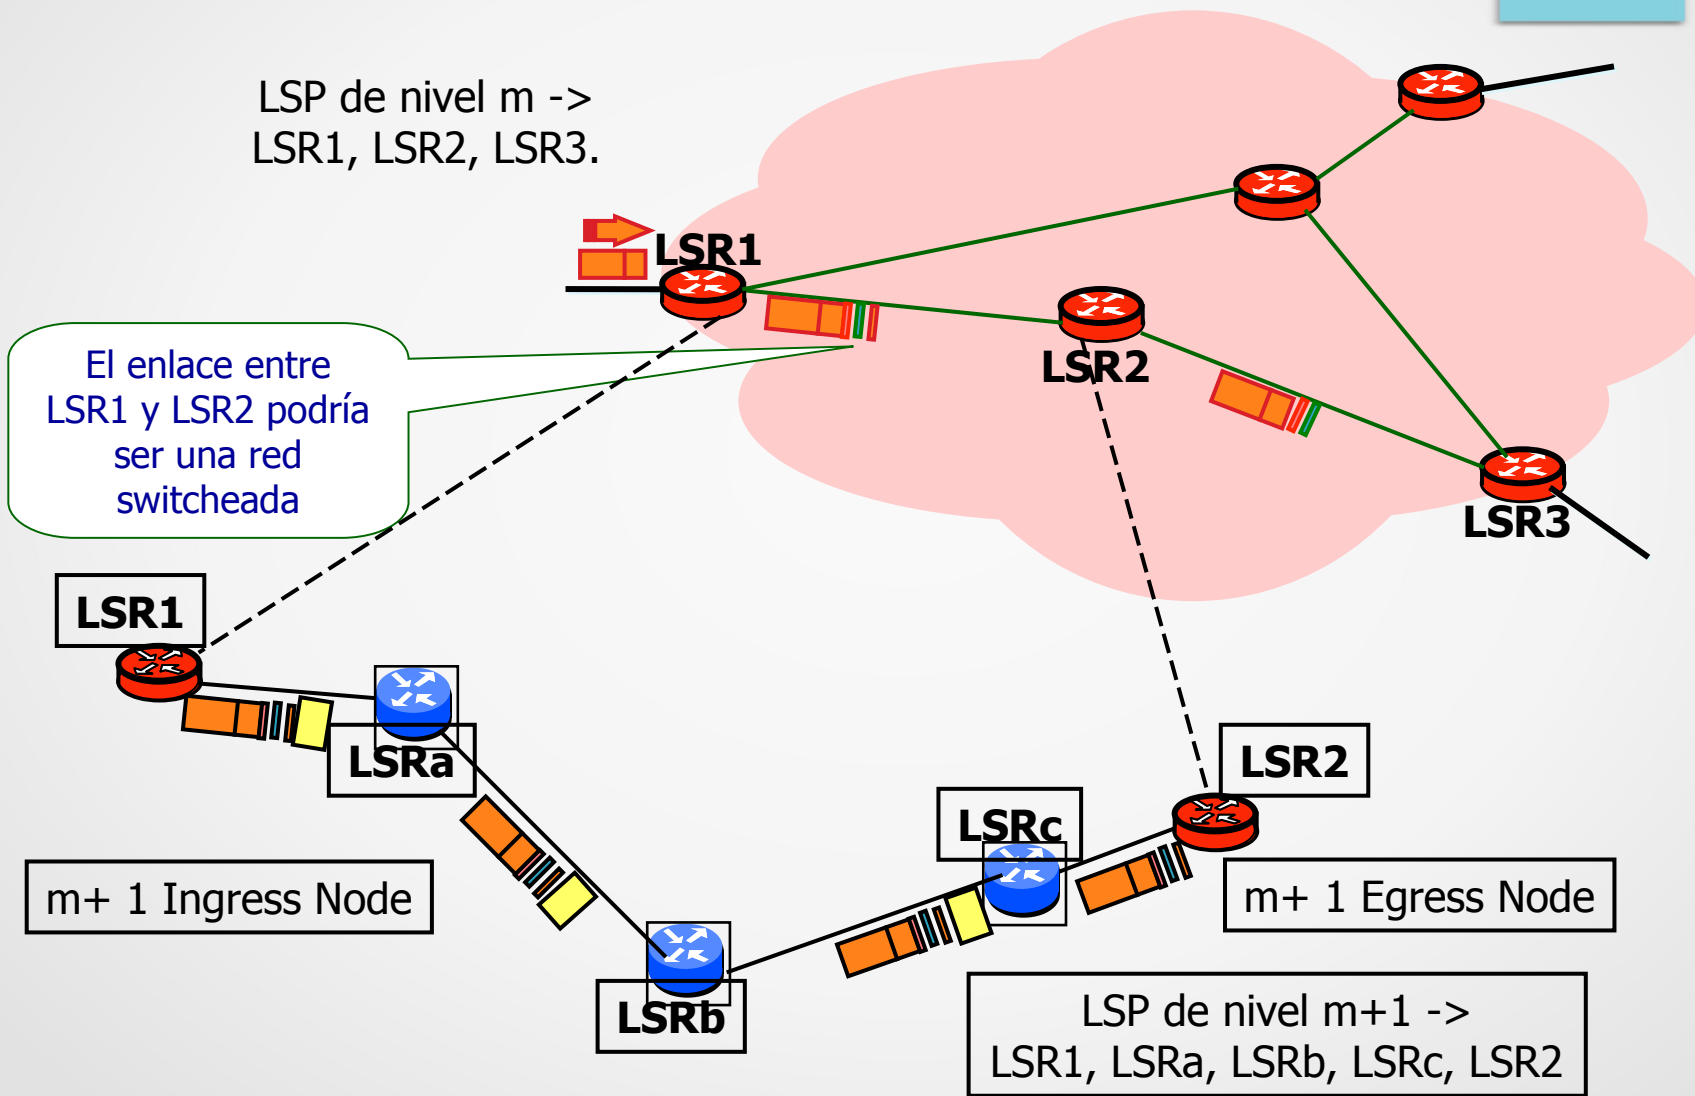 LSP de nivel m ->
LSR1, LSR2, LSR3.
LSR1
LSR2
LSR3
El enlace entre
LSR1 y LSR2 podría
ser una red
switcheada
LSR1
LSRa
LSRb
LSRc
LSR2
m+ 1 Ingress Node
m+ 1 Egress Node
LSP de nivel m+1 ->
LSR1, LSRa, LSRb, LSRc, LSR2